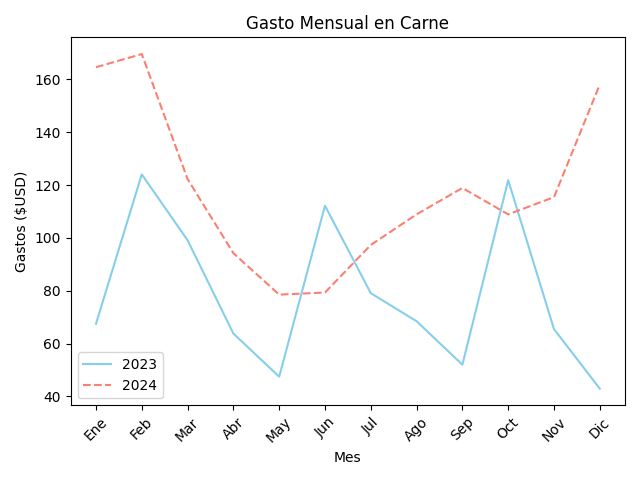 Gasto Mensual en Carne
Gastos ($USD)
160
140
120
100
80
60
40
2023
2024
Ene
Feb
Mar
Abr
May
Jun
Jul
Ago
Sep
Oct
Nov
Dic
Mes